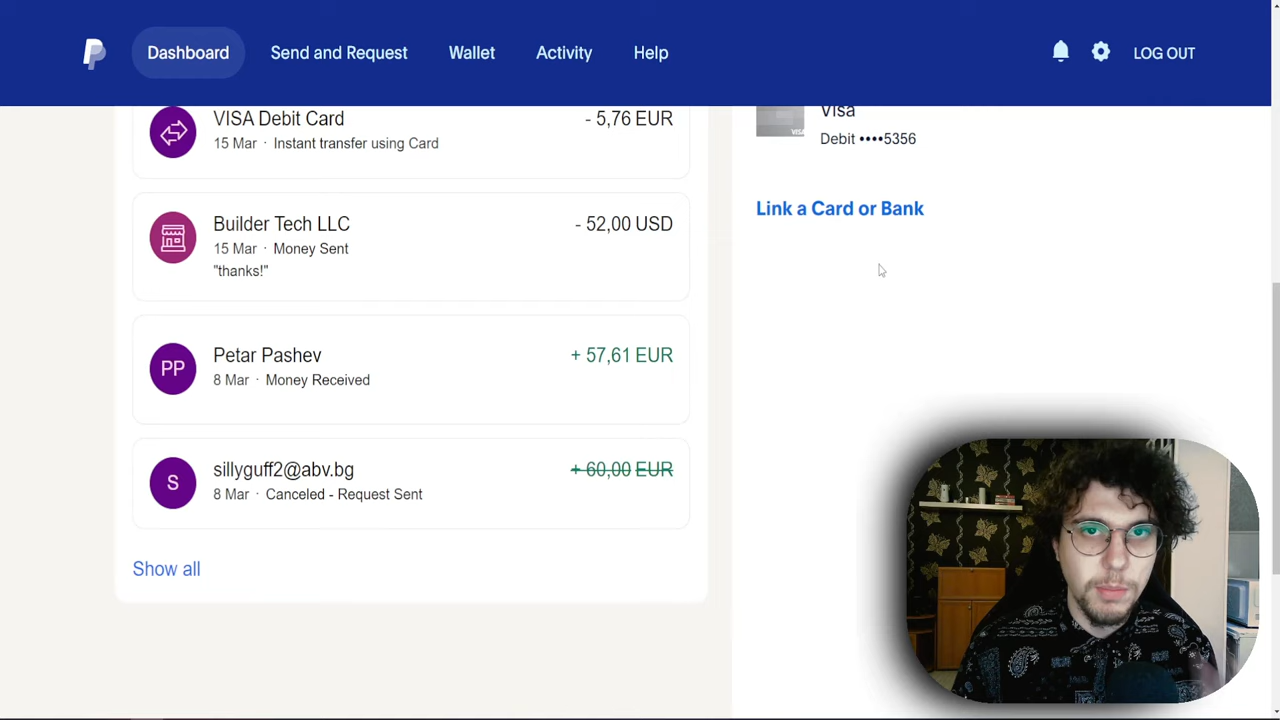 Dashboard
Send and Request
Wallet
Activity
Help
LOG OUT
VISA Debit Card
- 5,76 EUR
15 Mar · Instant transfer using Card
Builder Tech LLC
- 52,00 USD
15 Mar · Money Sent
"thanks!"
PP
Petar Pashev
+ 57,61 EUR
8 Mar · Money Received
S
sillyguff2@abv.bg
+ 60,00 EUR
8 Mar · Canceled - Request Sent
Show all
Visa
VISA
Debit ••••5356
Link a Card or Bank